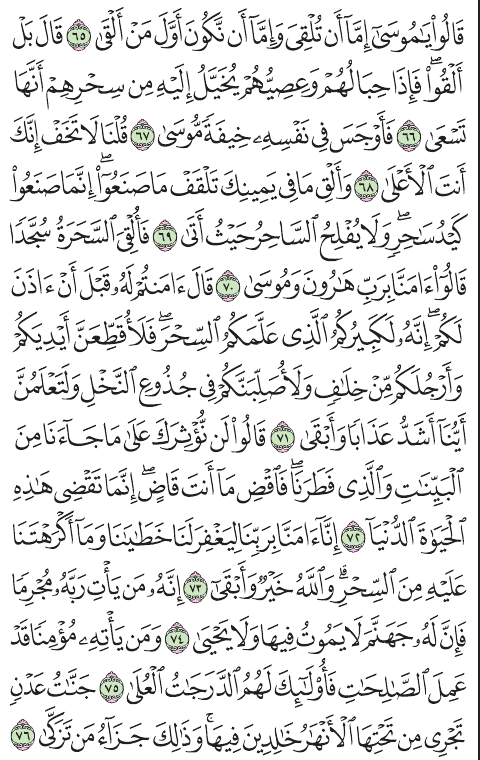 قَالُوا۟ يَـٰمُوسَىٰٓ إِمَّآ أَن تُلْقِىَ وَإِمَّآ أَن نَّكُونَ أَوَّلَ مَنْ أَلْقَىٰ ٦٥ قَالَ بَلْ
أَلْقُوا۟ ۖ فَإِذَا حِبَالُهُمْ وَعِصِيُّهُمْ يُخَيَّلُ إِلَيْهِ مِن سِحْرِهِمْ أَنَّهَا
تَسْعَىٰ ٦٦ فَأَوْجَسَ فِى نَفْسِهِۦ خِيفَةً مُّوسَىٰ ٦٧ قُلْنَا لَا تَخَفْ إِنَّكَ
أَنتَ ٱلْأَعْلَىٰ ٦٨ وَأَلْقِ مَا فِى يَمِينِكَ تَلْقَفْ مَا صَنَعُوٓا۟ ۖ إِنَّمَا صَنَعُوا۟
كَيْدُ سَـٰحِرٍ ۖ وَلَا يُفْلِحُ ٱلسَّاحِرُ حَيْثُ أَتَىٰ ٦٩ فَأُلْقِىَ ٱلسَّحَرَةُ سُجَّدًا
قَالُوٓا۟ ءَامَنَّا بِرَبِّ هَـٰرُونَ وَمُوسَىٰ ٧٠ قَالَ ءَامَنتُمْ لَهُۥ قَبْلَ أَنْ ءَاذَنَ
لَكُمْ ۖ إِنَّهُۥ لَكَبِيرُكُمُ ٱلَّذِى عَلَّمَكُمُ ٱلسِّحْرَ ۖ فَلَأُقَطِّعَنَّ أَيْدِيَكُمْ
وَأَرْجُلَكُم مِّنْ خِلَـٰفٍ وَلَأُصَلِّبَنَّكُمْ فِى جُذُوعِ ٱلنَّخْلِ وَلَتَعْلَمُنَّ
أَيُّنَآ أَشَدُّ عَذَابًا وَأَبْقَىٰ ٧١ قَالُوا۟ لَن نُّؤْثِرَكَ عَلَىٰ مَا جَآءَنَا مِنَ
ٱلْبَيِّنَـٰتِ وَٱلَّذِى فَطَرَنَا ۖ فَٱقْضِ مَآ أَنتَ قَاضٍ ۖ إِنَّمَا تَقْضِى هَـٰذِهِ
ٱلْحَيَوٰةَ ٱلدُّنْيَآ ٧٢ إِنَّآ ءَامَنَّا بِرَبِّنَا لِيَغْفِرَ لَنَا خَطَـٰيَـٰنَا وَمَآ أَكْرَهْتَنَا
عَلَيْهِ مِنَ ٱلسِّحْرِ ۗ وَٱللَّهُ خَيْرٌ وَأَبْقَىٰٓ ٧٣ إِنَّهُۥ مَن يَأْتِ رَبَّهُۥ مُجْرِمًا
فَإِنَّ لَهُۥ جَهَنَّمَ لَا يَمُوتُ فِيهَا وَلَا يَحْيَىٰ ٧٤ وَمَن يَأْتِهِۦ مُؤْمِنًا قَدْ
عَمِلَ ٱلصَّـٰلِحَـٰتِ فَأُو۟لَـٰٓئِكَ لَهُمُ ٱلدَّرَجَـٰتُ ٱلْعُلَىٰ ٧٥ جَنَّـٰتُ عَدْنٍ
تَجْرِى مِن تَحْتِهَا ٱلْأَنْهَـٰرُ خَـٰلِدِينَ فِيهَا ۚ وَذَٰلِكَ جَزَآءُ مَن تَزَكَّىٰ ٧٦